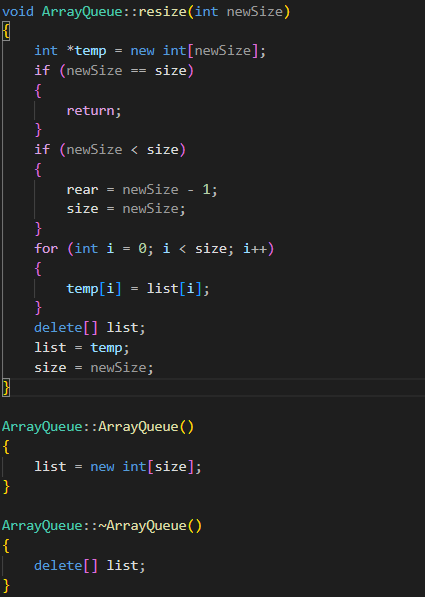 void ArrayQueue::resize(int newSize)
{
    int *temp = new int[newSize];
    if (newSize == size)
    {
        return;
    }
    if (newSize < size)
    {
        rear = newSize - 1;
        size = newSize;
    }
    for (int i = 0; i < size; i++)
    {
        temp[i] = list[i];
    }
    delete[] list;
    list = temp;
    size = newSize;
}

ArrayQueue::ArrayQueue()
{
    list = new int[size];
}

ArrayQueue::~ArrayQueue()
{
    delete[] list;
}